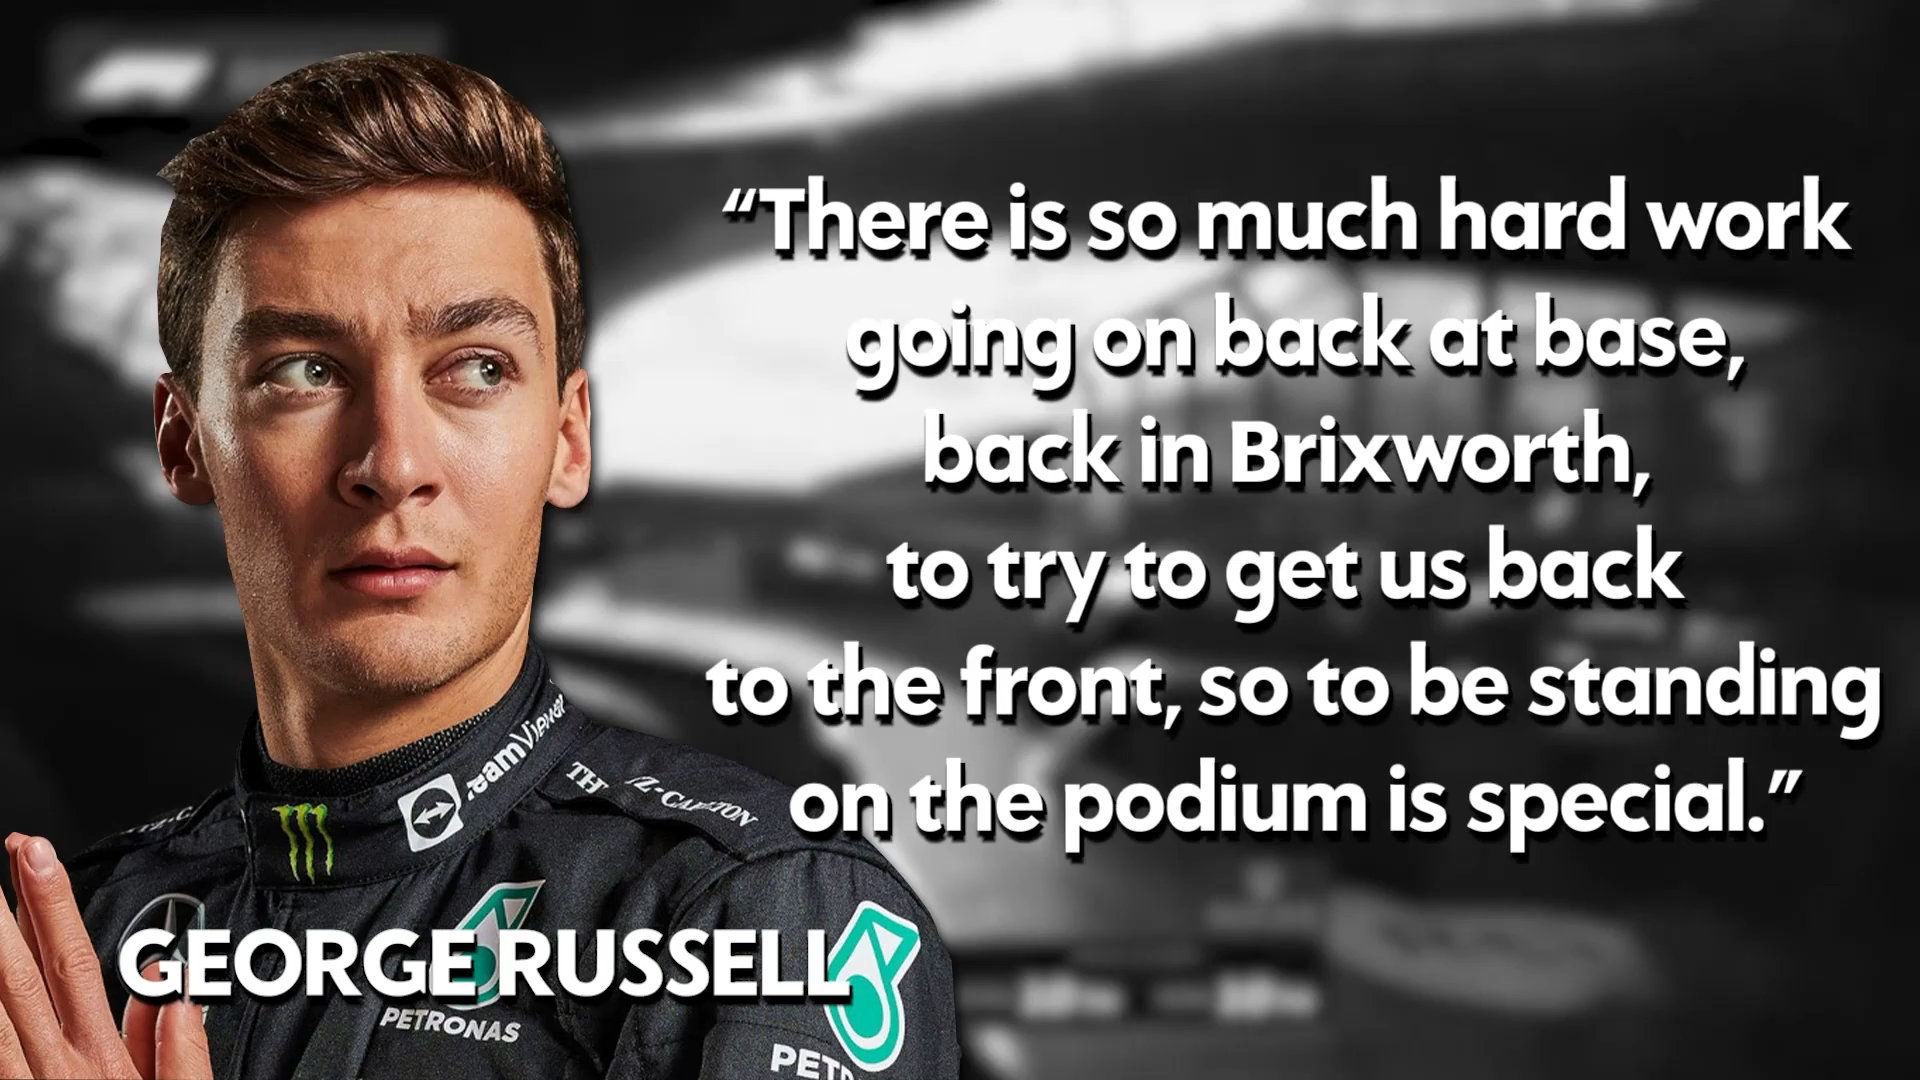 “There is so much hard work
going on back at base,
back in Brixworth,
to try to get us back
to the front, so to be standing
on the podium is special.”
TeamViewer
GEORGE RUSSELL
PETRONAS